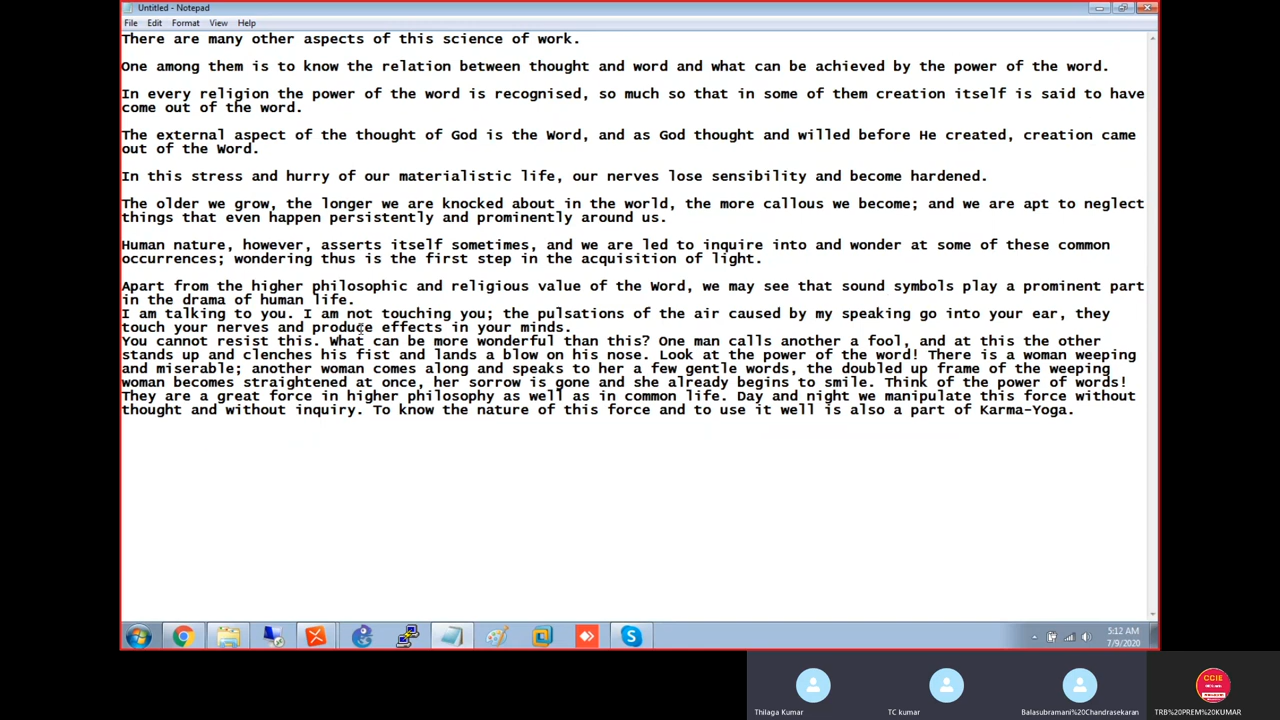 Untitled - Notepad
File Edit Format View Help
There are many other aspects of this science of work.
One among them is to know the relation between thought and word and what can be achieved by the power of the word.
In every religion the power of the word is recognised, so much so that in some of them creation itself is said to have
come out of the word.
The external aspect of the thought of God is the Word, and as God thought and willed before He created, creation came
out of the Word.
In this stress and hurry of our materialistic life, our nerves lose sensibility and become hardened.
The older we grow, the longer we are knocked about in the world, the more callous we become; and we are apt to neglect
things that even happen persistently and prominently around us.
Human nature, however, asserts itself sometimes, and we are led to inquire into and wonder at some of these common
occurrences; wondering thus is the first step in the acquisition of light.
Apart from the higher philosophic and religious value of the Word, we may see that sound symbols play a prominent part
in the drama of human life.
I am talking to you. I am not touching you; the pulsations of the air caused by my speaking go into your ear, they
touch your nerves and produce effects in your minds.
You cannot resist this. What can be more wonderful than this? One man calls another a fool, and at this the other
stands up and clenches his fist and lands a blow on his nose. Look at the power of the word! There is a woman weeping
and miserable; another woman comes along and speaks to her a few gentle words, the doubled up frame of the weeping
woman becomes straightened at once, her sorrow is gone and she already begins to smile. Think of the power of words!
They are a great force in higher philosophy as well as in common life. Day and night we manipulate this force without
thought and without inquiry. To know the nature of this force and to use it well is also a part of Karma-Yoga.
5:12 AM
7/9/2020
CCIE
Thilaga Kumar TC kumar Balasubramani%20Chandrasekaran TRB%20PREM%20KUMAR